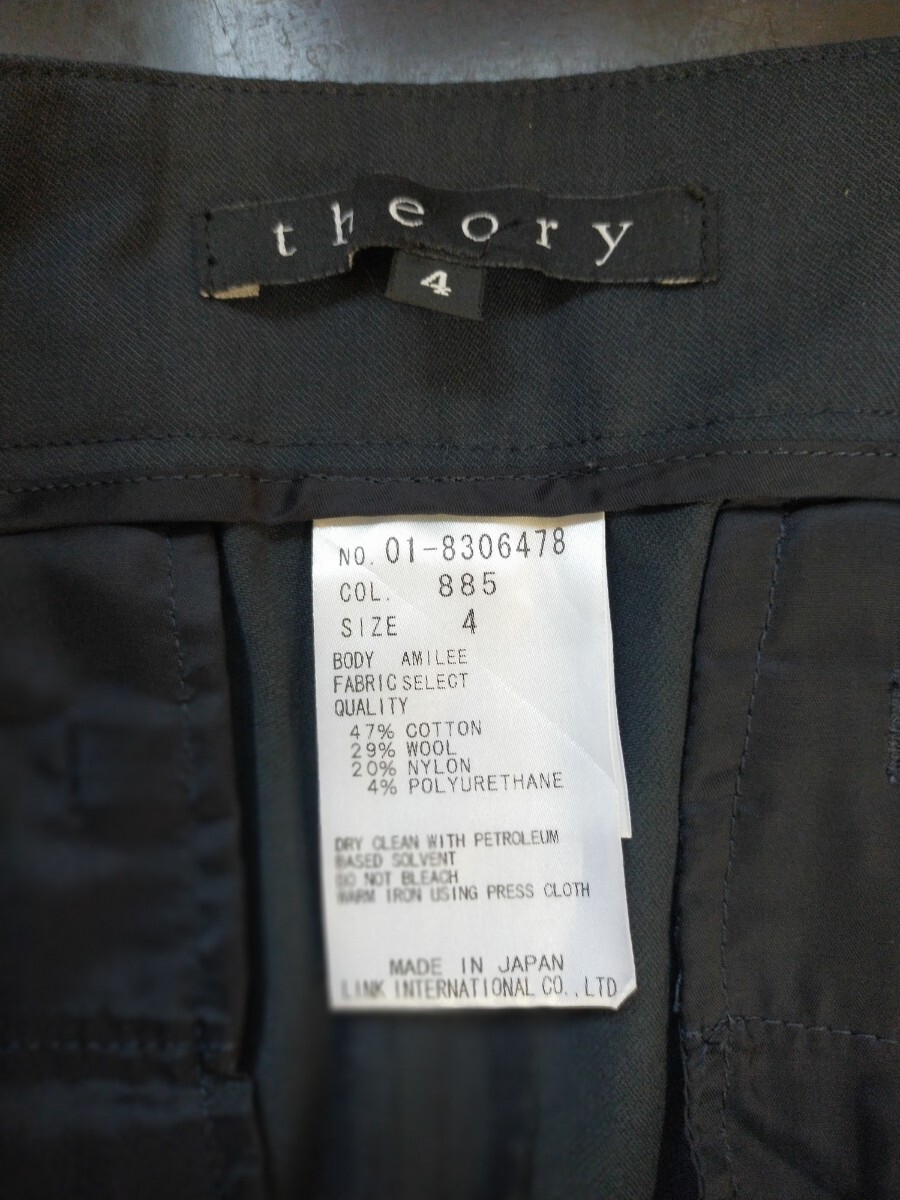 theory
4
NO. 01-8306478
COL. 885
SIZE 4
BODY AMILEE
FABRIC SELECT
QUALITY
47% COTTON
29% WOOL
20% NYLON
4% POLYURETHANE
DRY CLEAN WITH PETROLEUM
BASED SOLVENT
DO NOT BLEACH
WARM IRON USING PRESS CLOTH
MADE IN JAPAN
LINK INTERNATIONAL CO., LTD